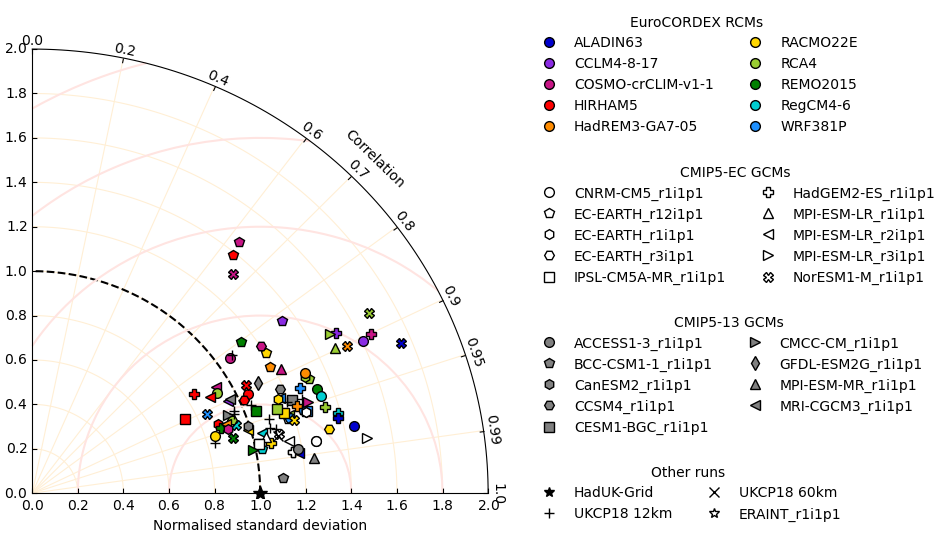 0.0
0.2
0.4
0.6
0.7
0.8
0.9
0.95
0.99
1.0
Correlation
2.0
1.8
1.6
1.4
1.2
1.0
0.8
0.6
0.4
0.2
0.0
0.0 0.2 0.4 0.6 0.8 1.0 1.2 1.4 1.6 1.8 2.0
Normalised standard deviation
EuroCORDEX RCMs
ALADIN63
CCLM4-8-17
COSMO-crCLIM-v1-1
HIRHAM5
HadREM3-GA7-05
RACMO22E
RCA4
REMO2015
RegCM4-6
WRF381P
CMIP5-EC GCMs
CNRM-CM5_r1i1p1
EC-EARTH_r12i1p1
EC-EARTH_r1i1p1
EC-EARTH_r3i1p1
IPSL-CM5A-MR_r1i1p1
HadGEM2-ES_r1i1p1
MPI-ESM-LR_r1i1p1
MPI-ESM-LR_r2i1p1
MPI-ESM-LR_r3i1p1
NorESM1-M_r1i1p1
CMIP5-13 GCMs
ACCESS1-3_r1i1p1
BCC-CSM1-1_r1i1p1
CanESM2_r1i1p1
CCSM4_r1i1p1
CESM1-BGC_r1i1p1
CMCC-CM_r1i1p1
GFDL-ESM2G_r1i1p1
MPI-ESM-MR_r1i1p1
MRI-CGCM3_r1i1p1
Other runs
HadUK-Grid
UKCP18 12km
UKCP18 60km
ERAINT_r1i1p1